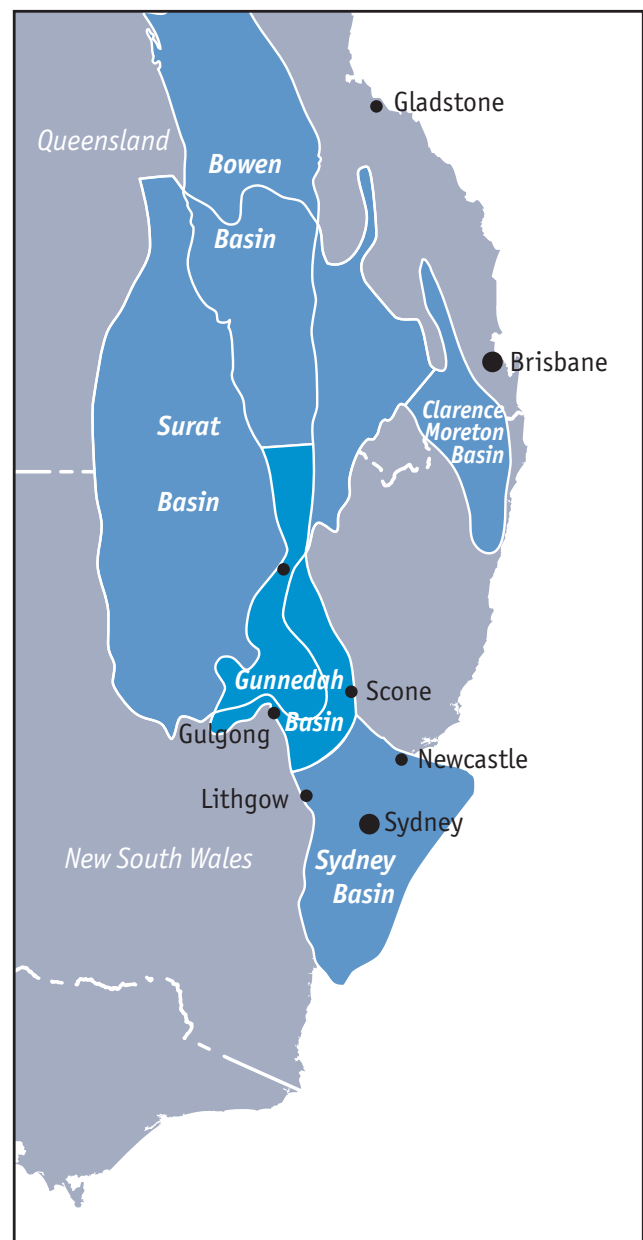 Gladstone
Queensland
Bowen
Basin
Brisbane
Clarence
Moreton
Basin
Surat
Basin
Gunnedah
Basin
Scone
Gulgong
Newcastle
Lithgow
Sydney
New South Wales
Sydney
Basin